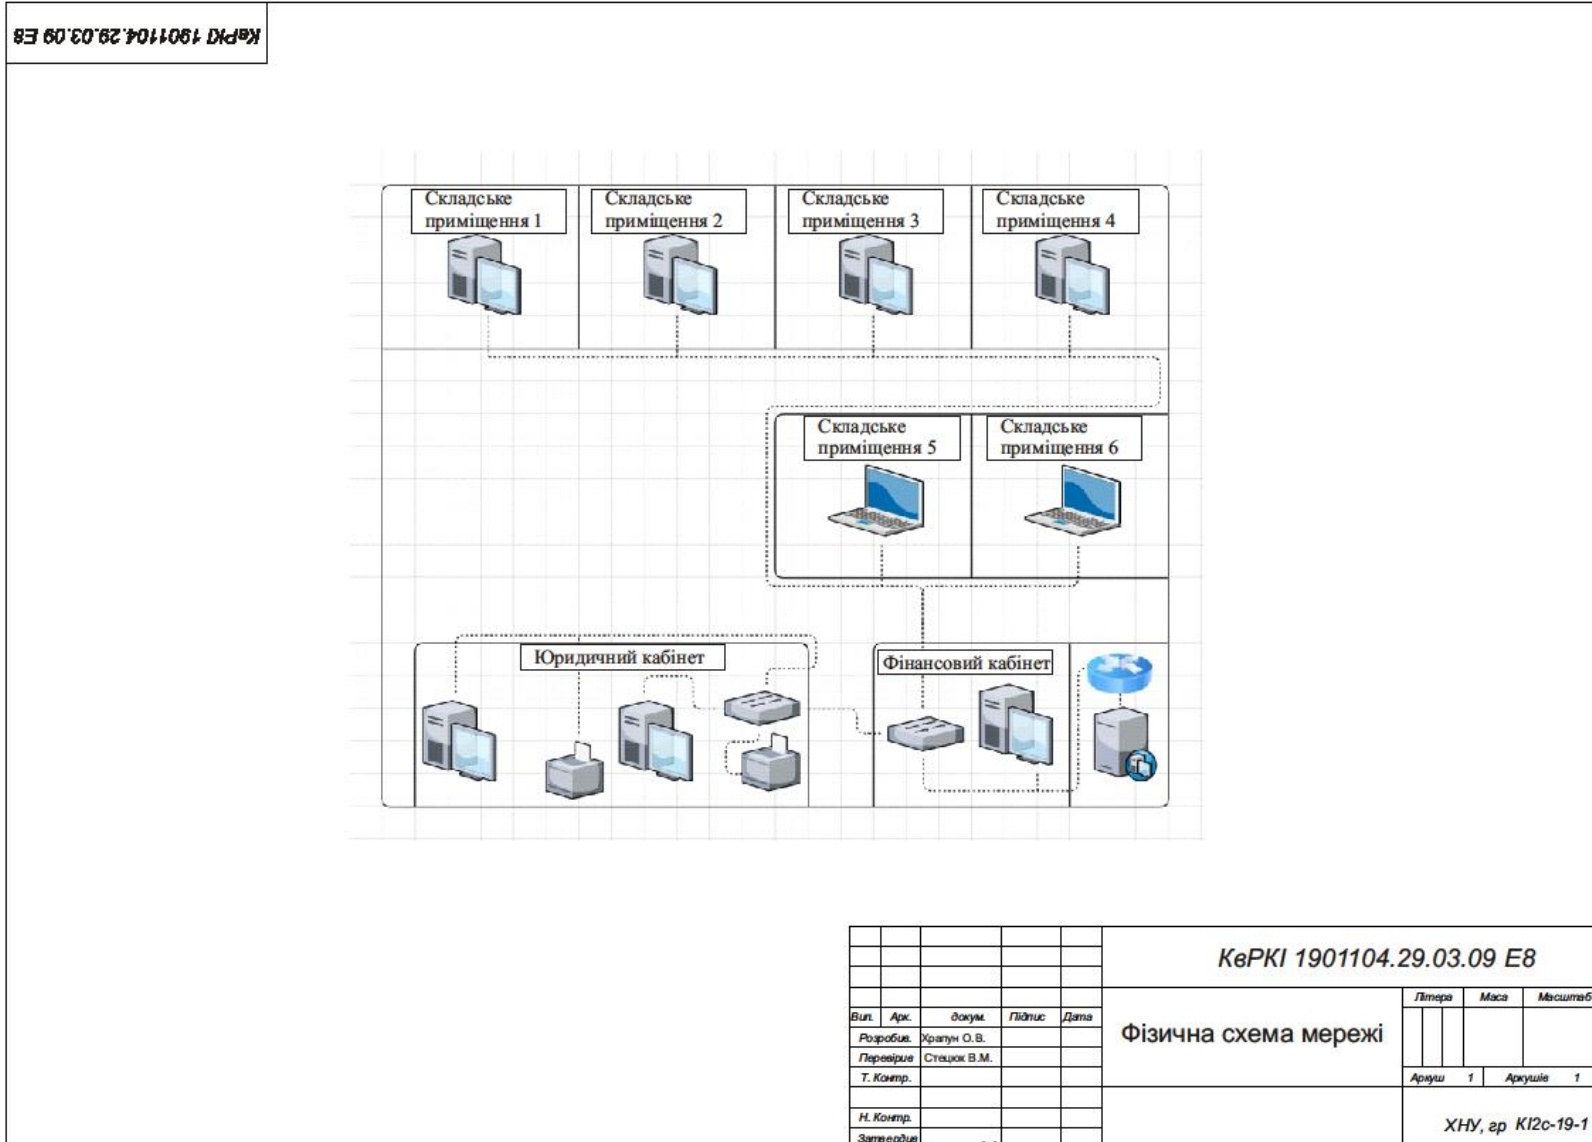 КвРКІ 1901104.29.03.09 Е8
Складське
приміщення 1
Складське
приміщення 2
Складське
приміщення 3
Складське
приміщення 4
Складське
приміщення 5
Складське
приміщення 6
Юридичний кабінет
Фінансовий кабінет
КвРКІ 1901104.29.03.09 Е8
Літера Маса Масштаб
Вип. Арк. докум. Підпис Дата
Фізична схема мережі
Розробив. Храпун О.В.
Перевірив Стецюк В.М.
Т. Контр.
Аркуш 1 Аркушів 1
Н. Контр.
Затвердив
ХНУ, гр КІ2с-19-1